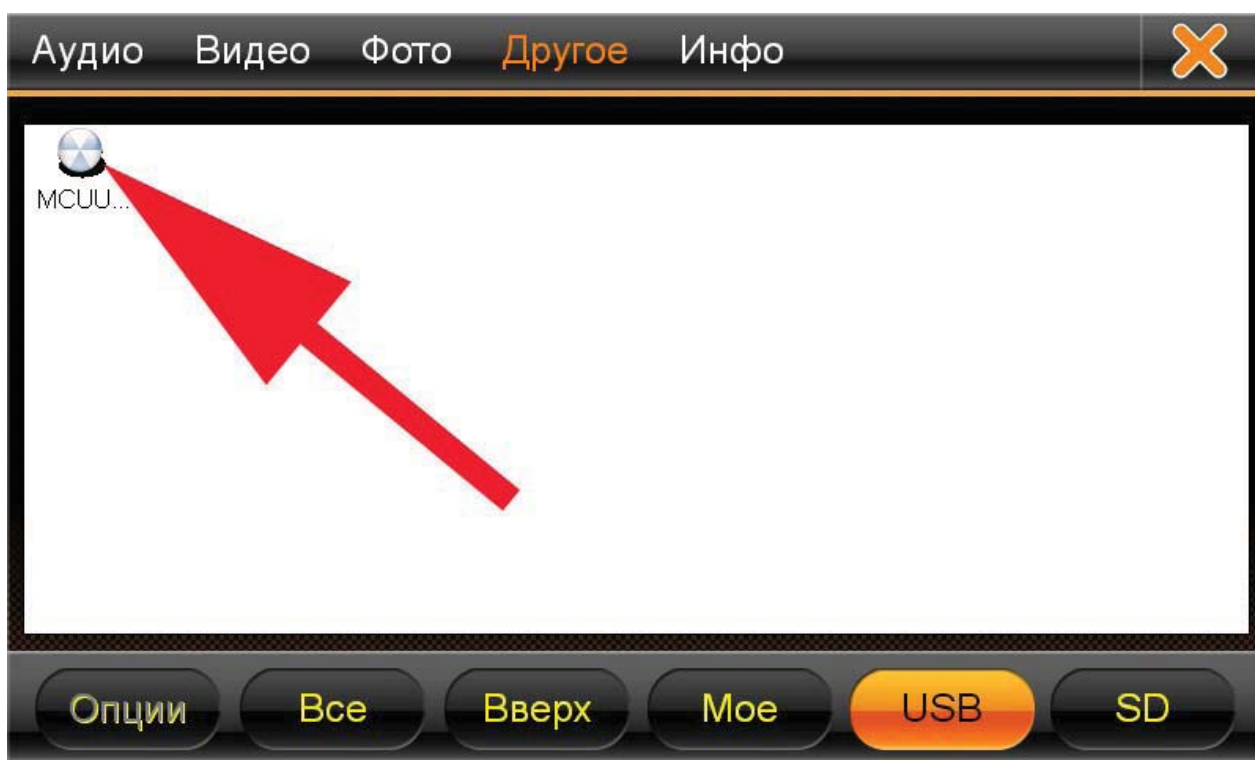 Аудио Видео Фото Другое Инфо
MCUU...
Опции Все Вверх Мое USB SD